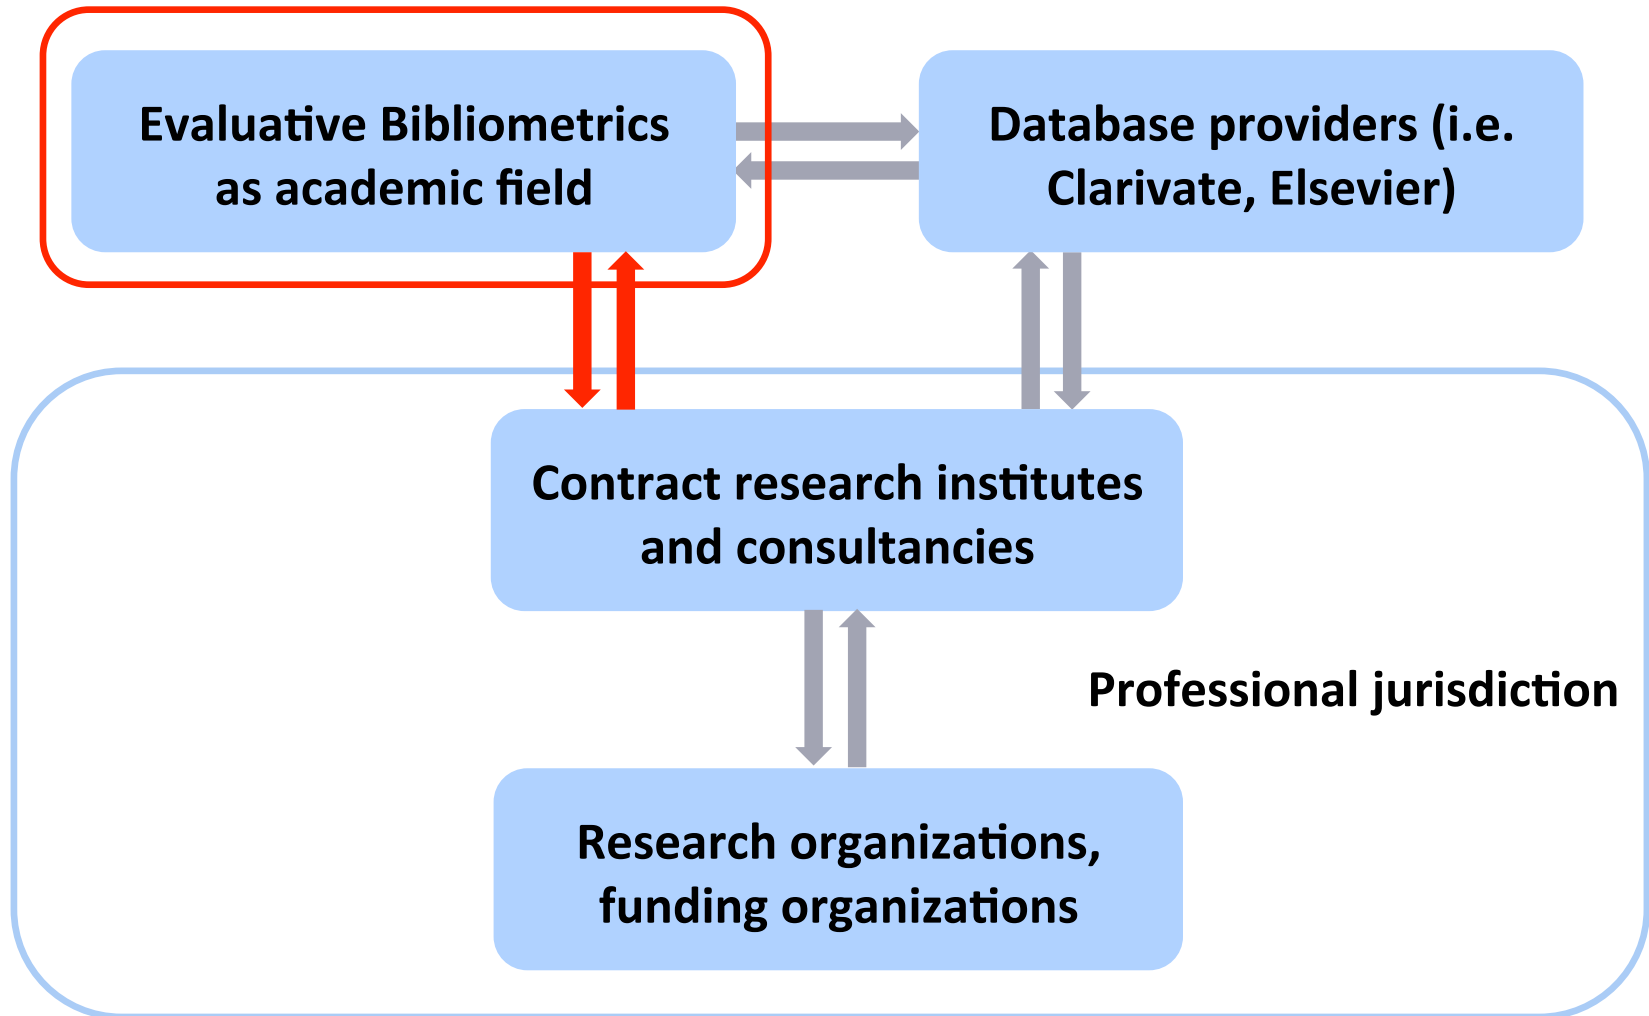 Evaluative Bibliometrics
as academic field
Database providers (i.e.
Clarivate, Elsevier)
Contract research institutes
and consultancies
Professional jurisdiction
Research organizations,
funding organizations